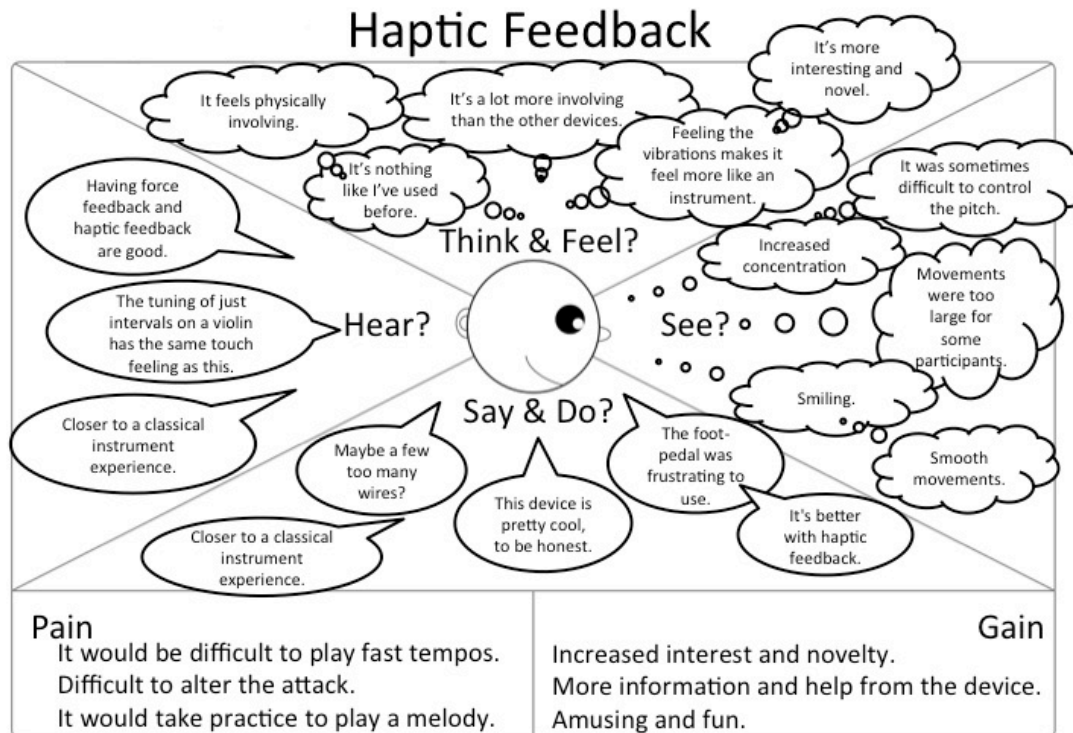 Haptic Feedback
It feels physically
involving.
It's a lot more involving
than the other devices.
It's more
interesting and
novel.
It's nothing
like I've used
before.
Feeling the
vibrations makes it
feel more like an
instrument.
Think & Feel?
Having force
feedback and
haptic feedback
are good.
The tuning of just
intervals on a violin
has the same touch
feeling as this.
Closer to a classical
instrument
experience.
Hear?
See?
It was sometimes
difficult to control
the pitch.
Increased
concentration
Movements
were too
large for
some
participants.
Smiling.
Smooth
movements.
Say & Do?
Maybe a few
too many
wires?
Closer to a classical
instrument
experience.
This device is
pretty cool,
to be honest.
The foot-
pedal was
frustrating to
use.
It's better
with haptic
feedback.
Pain
It would be difficult to play fast tempos.
Difficult to alter the attack.
It would take practice to play a melody.
Gain
Increased interest and novelty.
More information and help from the device.
Amusing and fun.